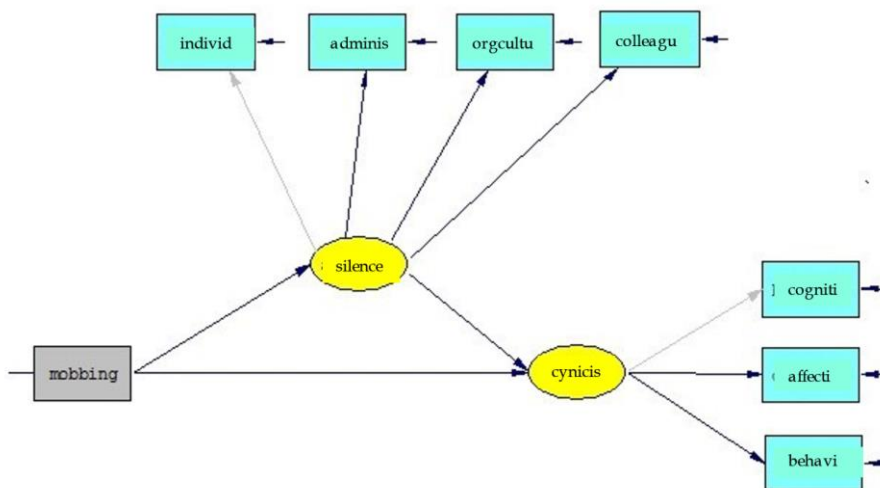 individ
adminis
orgcultu
colleagu
silence
cogniti
mobbing
cynicis
affecti
behavi